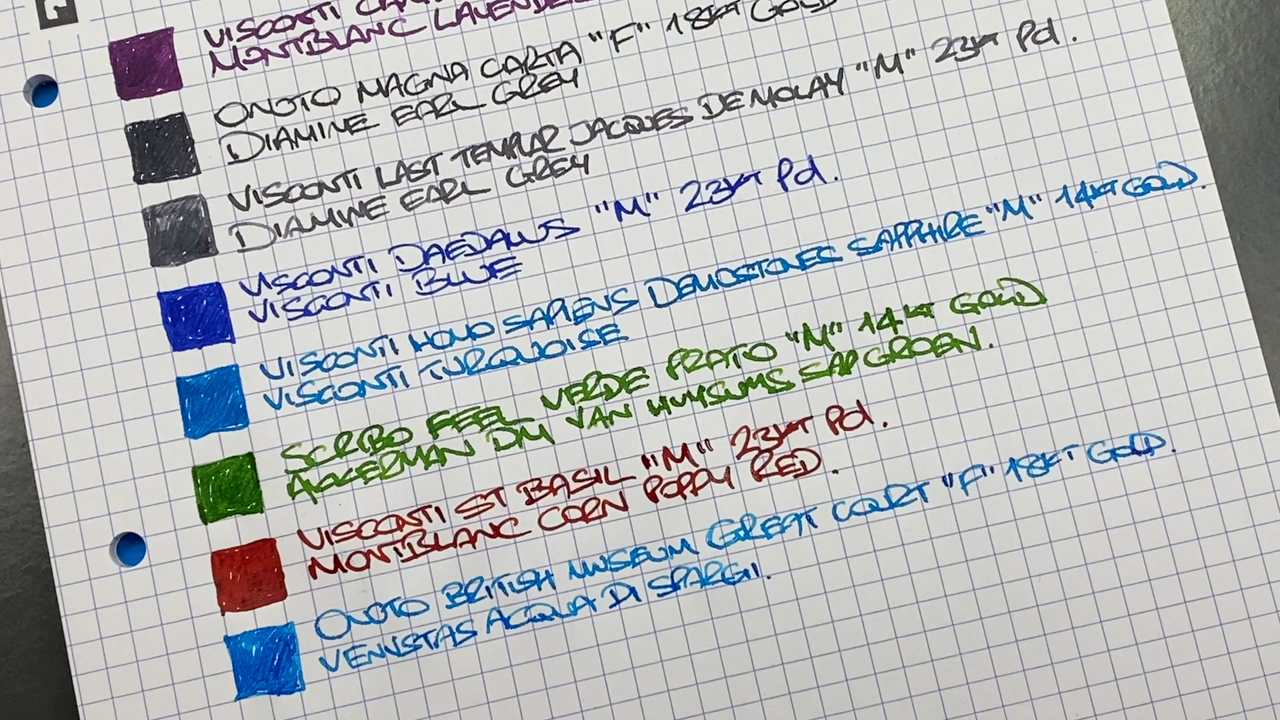 VISCONTI
MONTBLANC LAVENDER
ONOTO MAGNA CARTA "F" 18KT GOLD
DIAMINE EARL GREY
VISCONTI LAST TEMPLAR JACQUES DE MOLAY "M" 23KT Pd.
DIAMINE EARL GREY
VISCONTI DAEDALUS "M" 23KT Pd.
VISCONTI BLUE
VISCONTI HOMO SAPIENS DEMOSTONES SAPPHIRE "M" 14KT GOLD.
VISCONTI TURQUOISE
SCRIBO FEEL VERDE PRATO "M" 14KT GOLD
AKKERMAN DM VAN HUYSUMS SAPGROEN.
VISCONTI ST BASIL "M" 23KT Pd.
MONTBLANC CORN POPPY RED.
ONOTO BRITISH MUSEUM GREAT COURT "F" 18KT GOLD.
VENVSTAS ACQUA DI SPARGI.